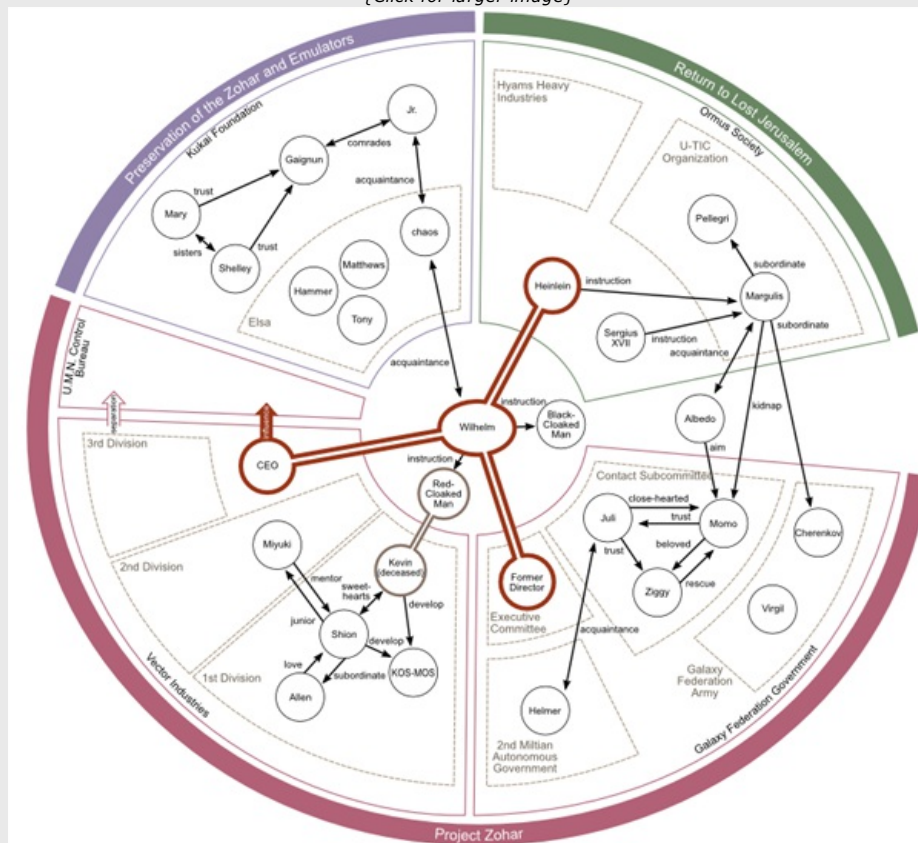 [Click for larger image]
Preservation of the Zohar and Emulators
Kukai Foundation
Jr.
comrades
Gaignun
acquaintance
trust
Mary
chaos
sisters
trust
Shelley
Matthews
Hammer
Tony
Elsa
acquaintance
Return to Lost Jerusalem
Ormus Society
Hyams Heavy
Industries
U-TIC
Organization
Pellegri
subordinate
Heinlein
instruction
Margulis
subordinate
Sergius
XVII
instruction
acquaintance
kidnap
Albedo
aim
U.M.N. Control
Bureau
separation
3rd Division
CEO
Wilhelm
instruction
Black-
Cloaked
Man
instruction
Red-
Cloaked
Man
2nd Division
Miyuki
mentor
Kevin
(deceased)
sweet-
hearts
develop
junior
Shion
develop
love
subordinate
KOS-MOS
Allen
1st Division
Vector Industries
Former
Director
Executive
Committee
Contact Subcommittee
close-hearted
Juli
trust
Momo
trust
beloved
Ziggy
rescue
Cherenkov
Virgil
acquaintance
Galaxy
Federation
Army
Helmer
2nd Miltian
Autonomous
Government
Galaxy Federation Government
Project Zohar